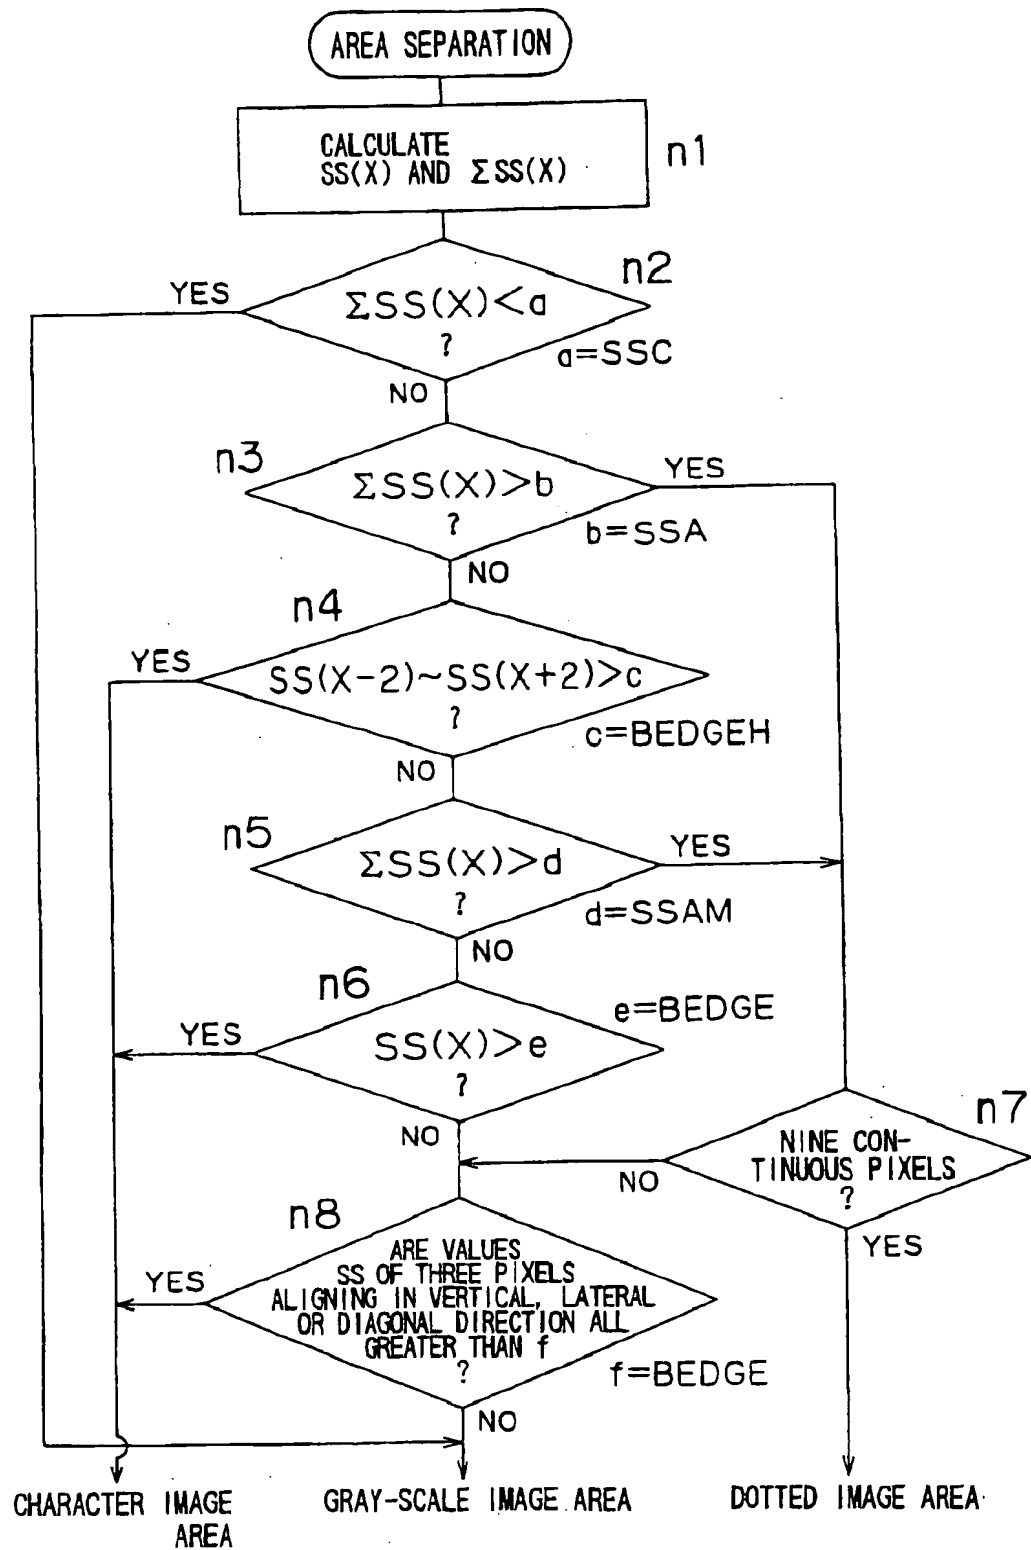 AREA SEPARATION
CALCULATE
SS(X) AND ΣSS(X)
n1
n2
YES
ΣSS(X)<a
?
a=SSC
NO
n3
YES
ΣSS(X)>b
?
b=SSA
NO
n4
YES
SS(X-2)~SS(X+2)>c
?
c=BEDGEH
NO
n5
YES
ΣSS(X)>d
?
d=SSAM
NO
n6
e=BEDGE
YES
SS(X)>e
?
NO
n7
NINE CON-
TINUOUS PIXELS
?
NO
YES
n8
YES
ARE VALUES
SS OF THREE PIXELS
ALIGNING IN VERTICAL, LATERAL
OR DIAGONAL DIRECTION ALL
GREATER THAN f
?
f=BEDGE
NO
CHARACTER IMAGE
AREA
GRAY-SCALE IMAGE AREA
DOTTED IMAGE AREA